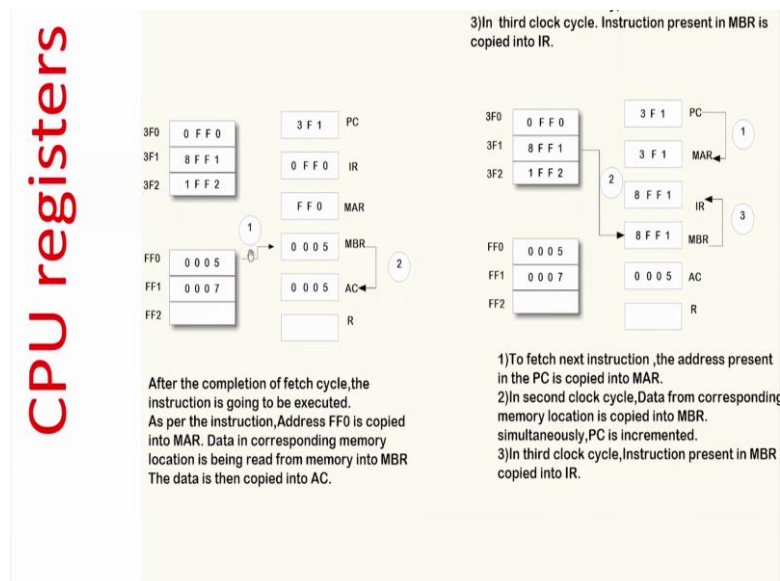 CPU registers
3)In third clock cycle. Instruction present in MBR is
copied into IR.
3F0 0 F F 0
3F1 8 F F 1
3F2 1 F F 2
FF0 0 0 0 5
FF1 0 0 0 7
FF2
3 F 1 PC
0 F F 0 IR
F F 0 MAR
1
0 0 0 5 MBR
2
0 0 0 5 AC
R
After the completion of fetch cycle,the
instruction is going to be executed.
As per the instruction,Address FF0 is copied
into MAR. Data in corresponding memory
location is being read from memory into MBR
The data is then copied into AC.
3F0 0 F F 0
3F1 8 F F 1
3F2 1 F F 2
FF0 0 0 0 5
FF1 0 0 0 7
FF2
3 F 1 PC
1
3 F 1 MAR
2
8 F F 1 IR
3
8 F F 1 MBR
0 0 0 5 AC
R
1)To fetch next instruction ,the address present
in the PC is copied into MAR.
2)In second clock cycle,Data from corresponding
memory location is copied into MBR.
simultaneously,PC is incremented.
3)In third clock cycle,Instruction present in MBR
copied into IR.